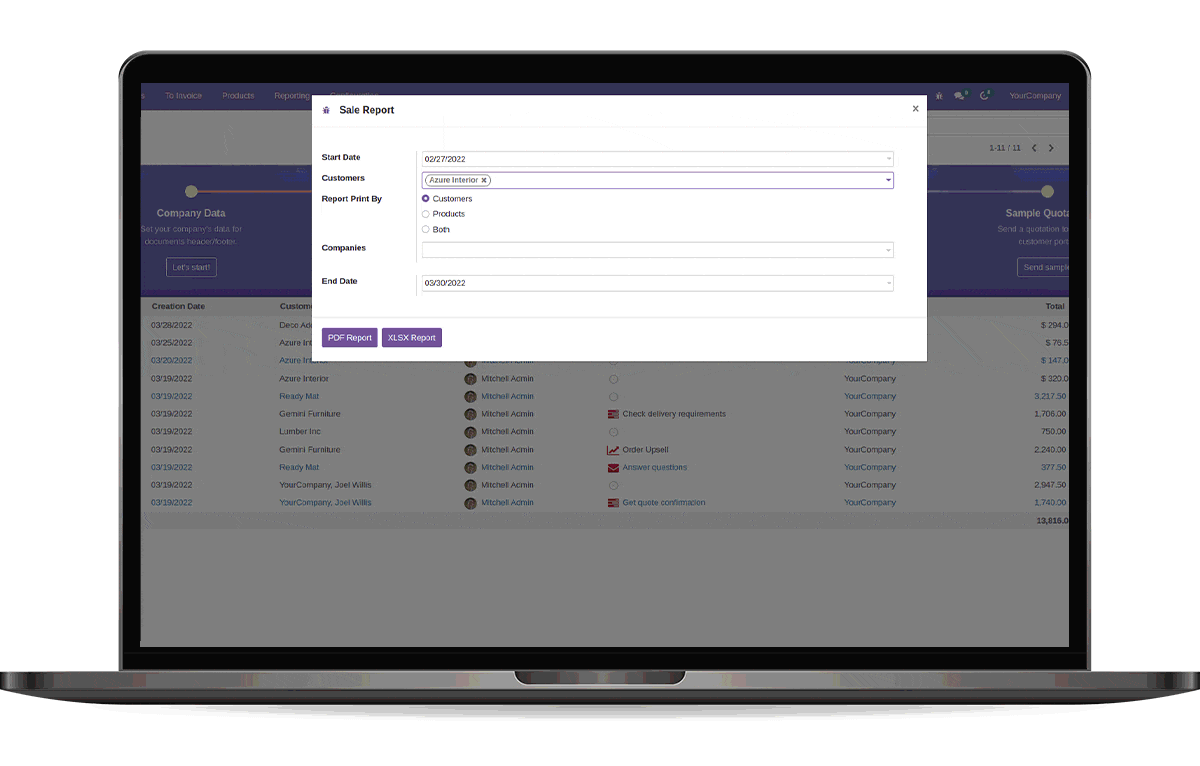 To Invoice Products Reporting Configuration YourCompany
Sale Report
1-11 / 11
Start Date 02/27/2022
Customers Azure Interior
Report Print By Customers
Products
Both
Companies
End Date 03/30/2022
PDF Report XLSX Report
Company Data
Set your company's data for
documents header/footer.
Let's start!
Sample Quota
Send a quotation to
customer por
Send sample
Creation Date Custome Total
03/28/2022 Deco Ad $ 294.0
03/25/2022 Azure Int $ 76.5
03/20/2022 Azure Interior Mitchell Admin YourCompany $ 147.0
03/19/2022 Azure Interior Mitchell Admin YourCompany $ 320.0
03/19/2022 Ready Mat Mitchell Admin YourCompany 3,217.50
03/19/2022 Gemini Furniture Mitchell Admin Check delivery requirements YourCompany 1,706.00
03/19/2022 Lumber Inc Mitchell Admin YourCompany 750.00
03/19/2022 Gemini Furniture Mitchell Admin Order Upsell YourCompany 2,240.00
03/19/2022 Ready Mat Mitchell Admin Answer questions YourCompany 377.50
03/19/2022 YourCompany, Joel Willis Mitchell Admin YourCompany 2,947.50
03/19/2022 YourCompany, Joel Willis Mitchell Admin Get quote confirmation YourCompany 1,740.00
13,816.0